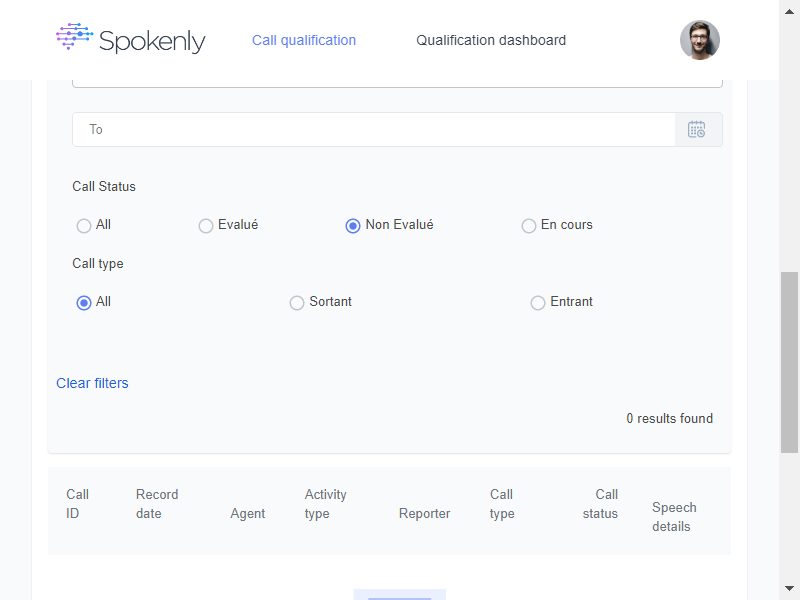 Spokenly
Call qualification
Qualification dashboard
To
Call Status
All
Evalué
Non Evalué
En cours
Call type
All
Sortant
Entrant
Clear filters
0 results found
Call ID
Record date
Agent
Activity type
Reporter
Call type
Call status
Speech details